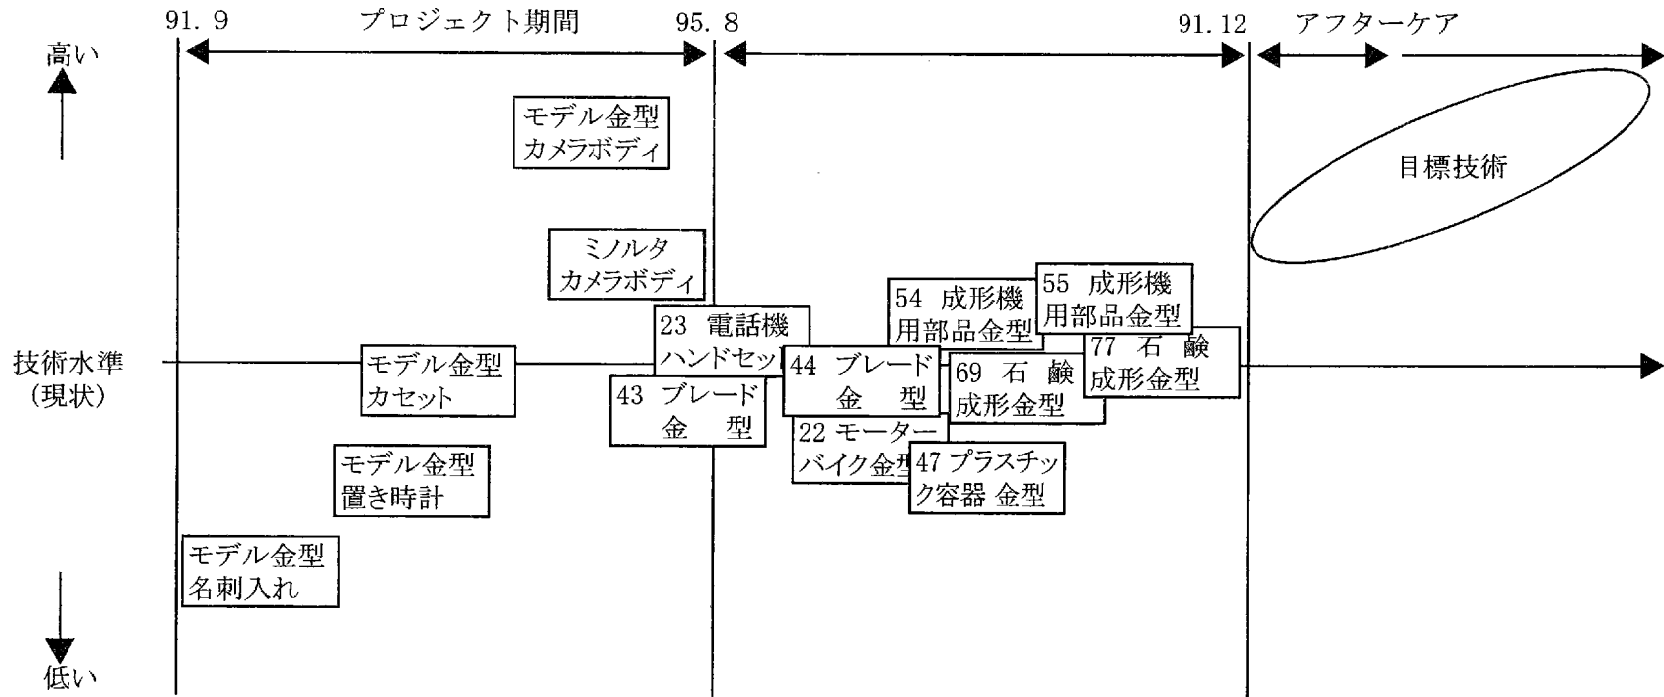 91. 9
プロジェクト期間
95. 8
91. 12
アフターケア
高い
モデル金型
カメラボディ
目標技術
ミノルタ
カメラボディ
54 成形機
用部品金型
55 成形機
用部品金型
23 電話機
ハンドセット
技術水準
(現状)
モデル金型
カセット
44 ブレード
金 型
69 石 鹸
成形金型
77 石 鹸
成形金型
43 ブレード
金 型
22 モーター
バイク金型
モデル金型
置き時計
47 プラスチッ
ク容器 金型
モデル金型
名刺入れ
低い